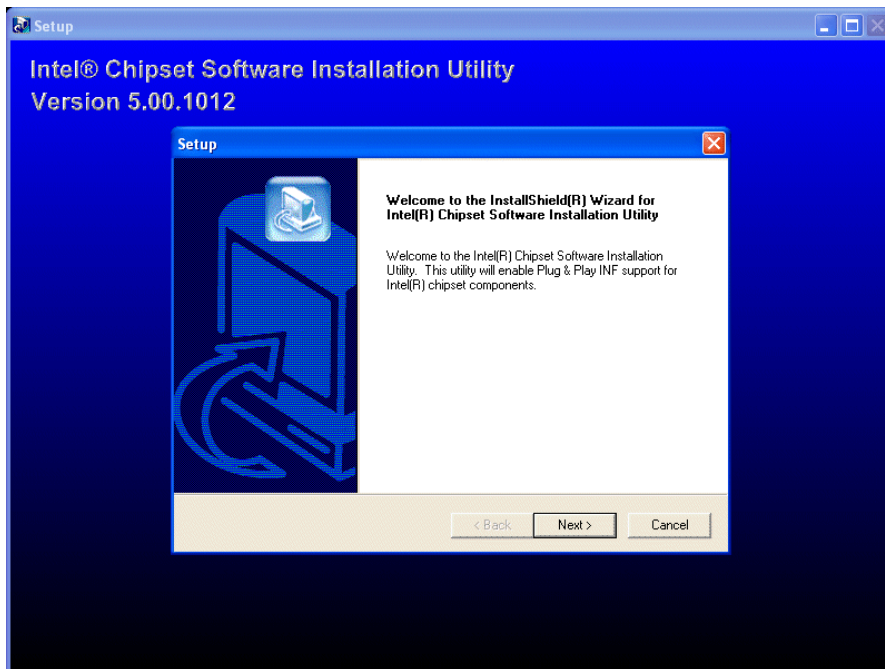 Setup
Intel® Chipset Software Installation Utility
Version 5.00.1012
Setup
Welcome to the InstallShield(R) Wizard for
Intel(R) Chipset Software Installation Utility
Welcome to the Intel(R) Chipset Software Installation
Utility. This utility will enable Plug & Play INF support for
Intel(R) chipset components.
< Back
Next >
Cancel